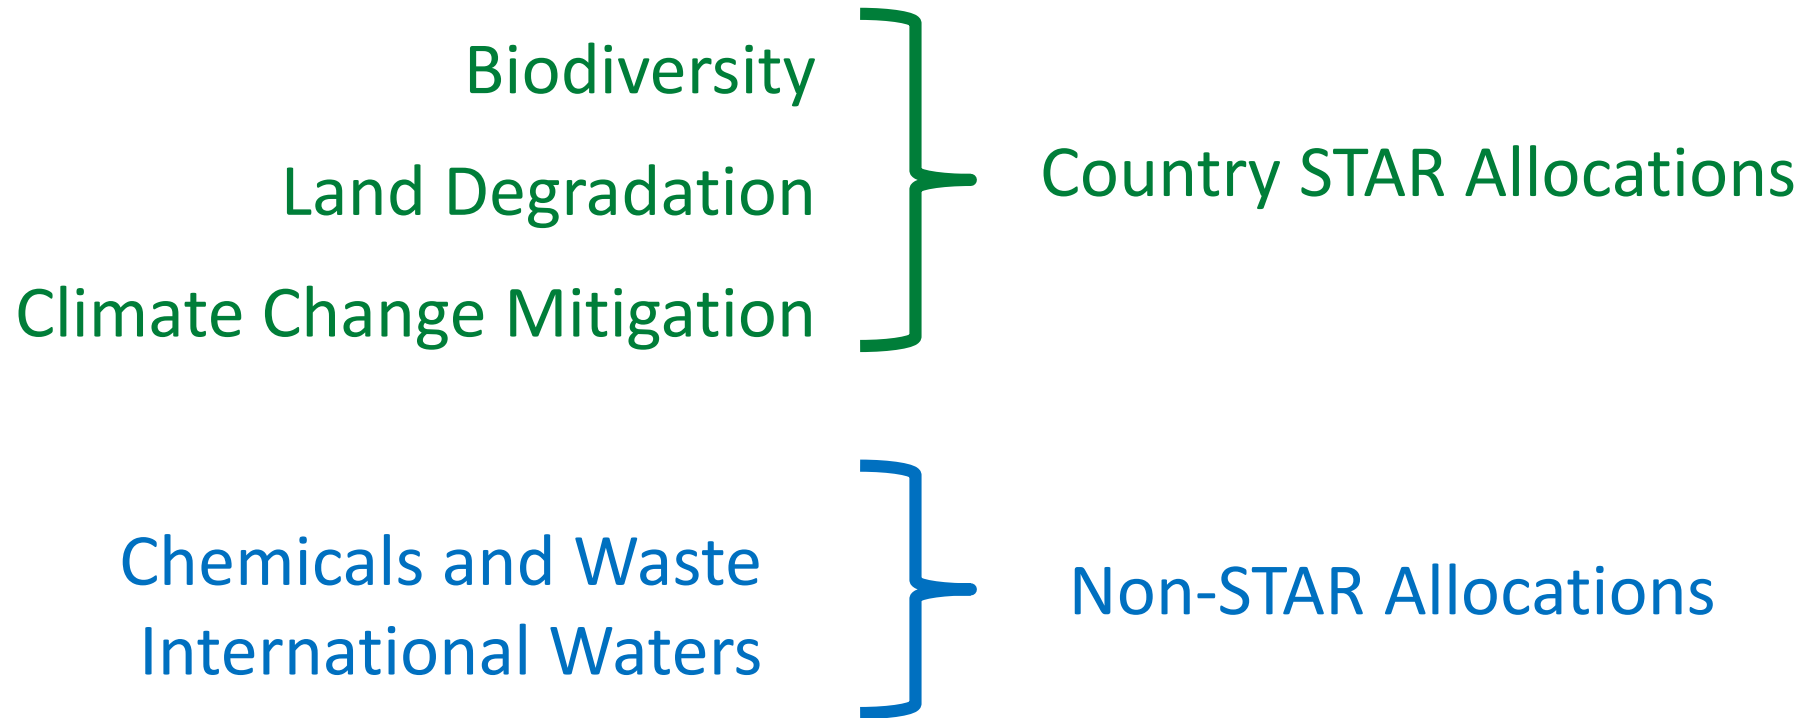 Biodiversity
Land Degradation
Climate Change Mitigation
Country STAR Allocations
Chemicals and Waste
International Waters
Non-STAR Allocations